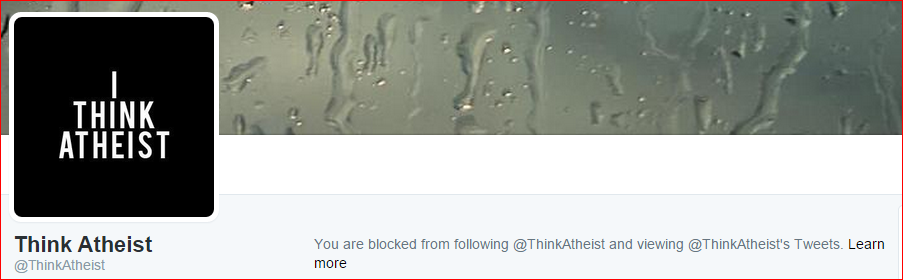 I
THINK
ATHEIST
Think Atheist
@ThinkAtheist
You are blocked from following @ThinkAtheist and viewing @ThinkAtheist's Tweets. Learn
more